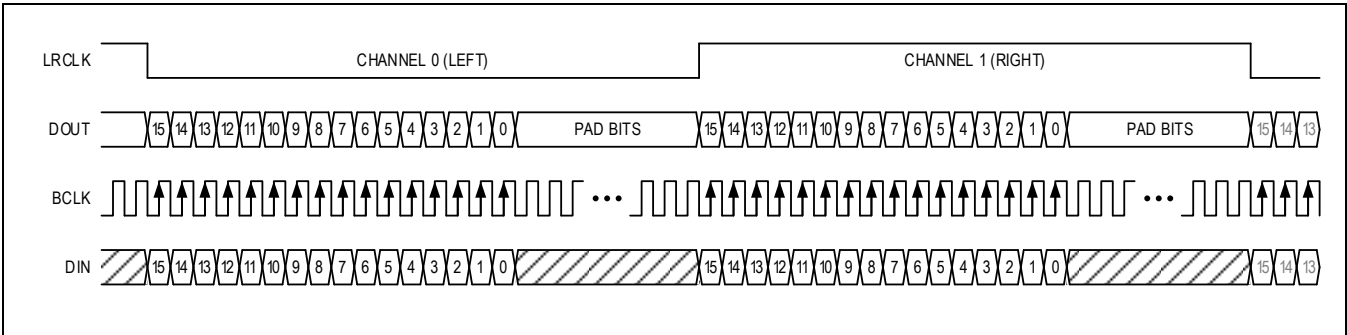 LRCLK CHANNEL 0 (LEFT) CHANNEL 1 (RIGHT)
DOUT 15 14 13 12 11 10 9 8 7 6 5 4 3 2 1 0 PAD BITS 15 14 13 12 11 10 9 8 7 6 5 4 3 2 1 0 PAD BITS 15 14 13
BCLK ••• •••
DIN 15 14 13 12 11 10 9 8 7 6 5 4 3 2 1 0 15 14 13 12 11 10 9 8 7 6 5 4 3 2 1 0 15 14 13